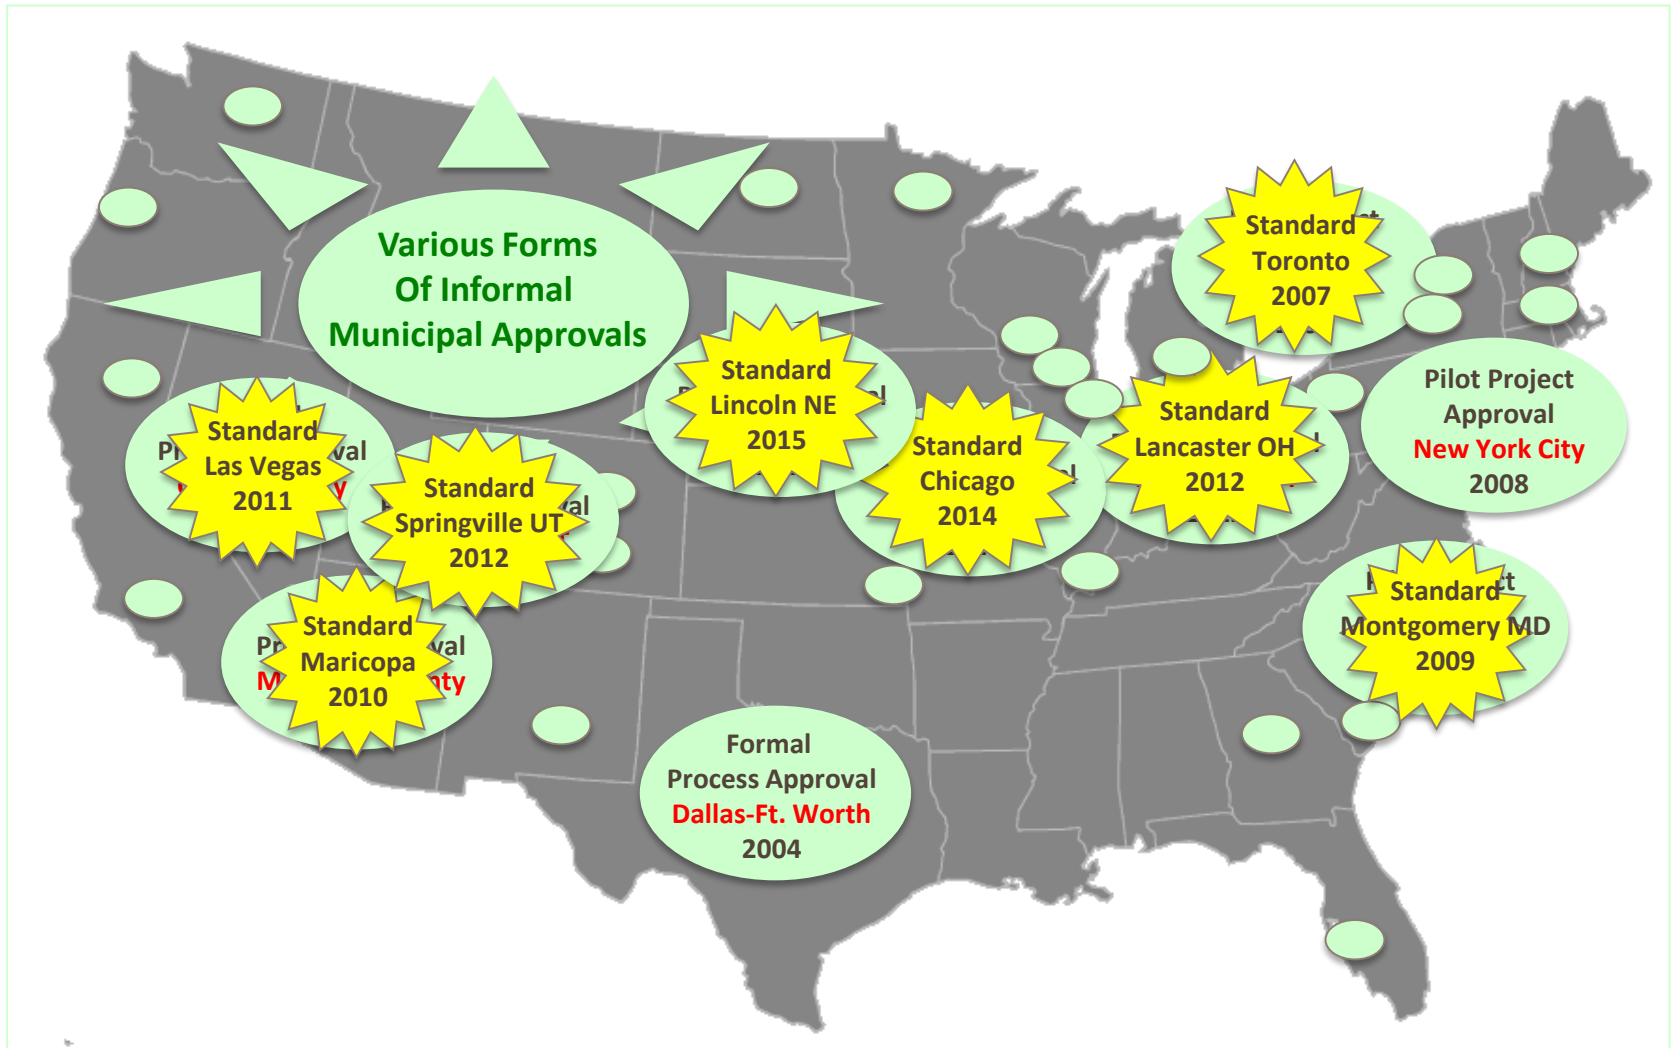 Various Forms
Of Informal
Municipal Approvals
Standard
Toronto
2007
Standard
Lincoln NE
2015
Standard
Chicago
2014
Standard
Lancaster OH
2012
Pilot Project
Approval
New York City
2008
Standard
Las Vegas
2011
Standard
Springville UT
2012
Standard
Maricopa
2010
Standard
Montgomery MD
2009
Formal
Process Approval
Dallas-Ft. Worth
2004